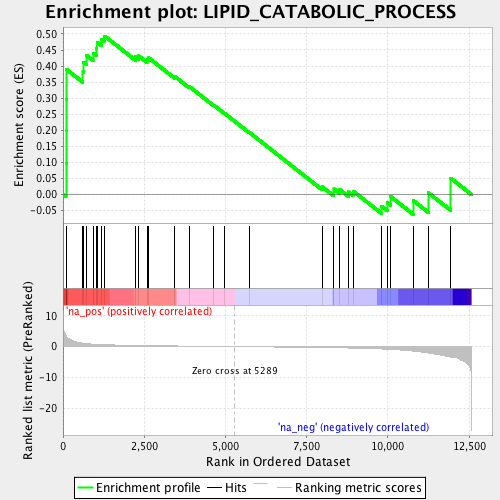 Enrichment plot: LIPID_CATABOLIC_PROCESS
Enrichment score (ES)
0.50
0.45
0.40
0.35
0.30
0.25
0.20
0.15
0.10
0.05
0.00
-0.05
'na_pos' (positively correlated)
Ranked list metric (PreRanked)
10
0
-10
-20
Zero cross at 5289
'na_neg' (negatively correlated)
0 2,500 5,000 7,500 10,000 12,500
Rank in Ordered Dataset
Enrichment profile Hits Ranking metric scores